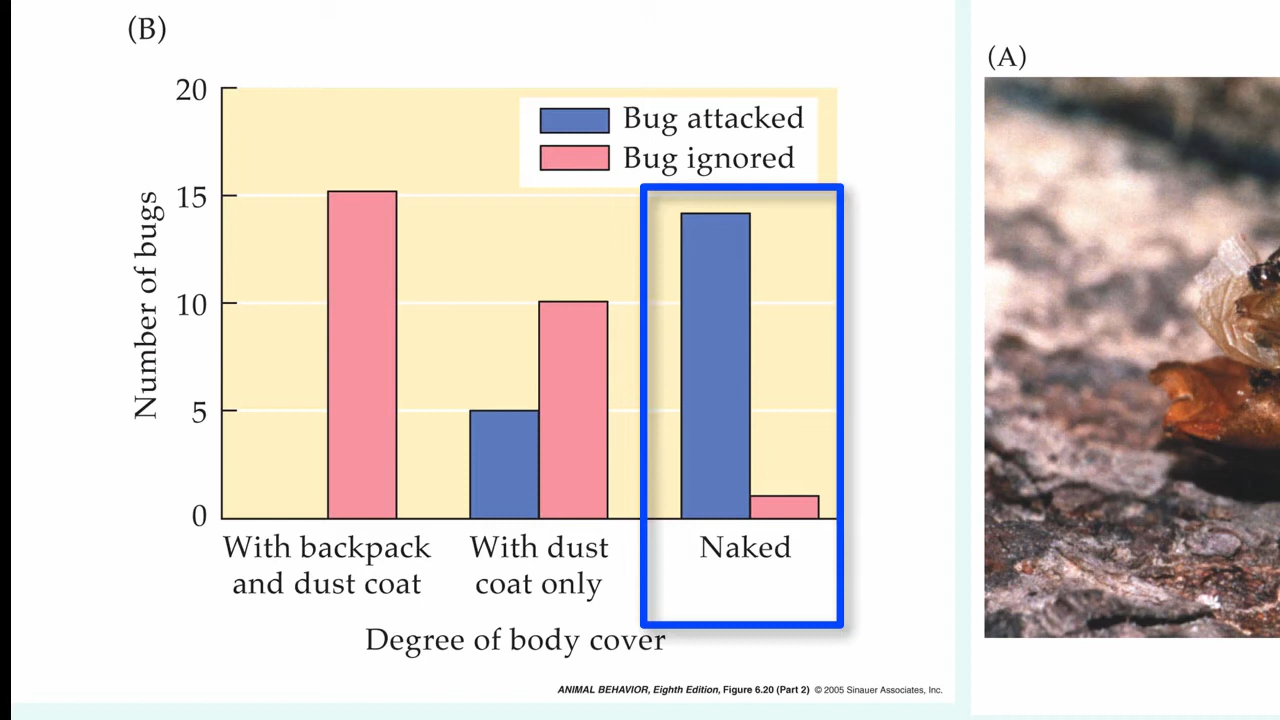 (B)
20
15
10
5
0
Number of bugs
Bug attacked
Bug ignored
With backpack
and dust coat
With dust
coat only
Naked
Degree of body cover
ANIMAL BEHAVIOR, Eighth Edition, Figure 6.20 (Part 2) © 2005 Sinauer Associates, Inc.
(A)